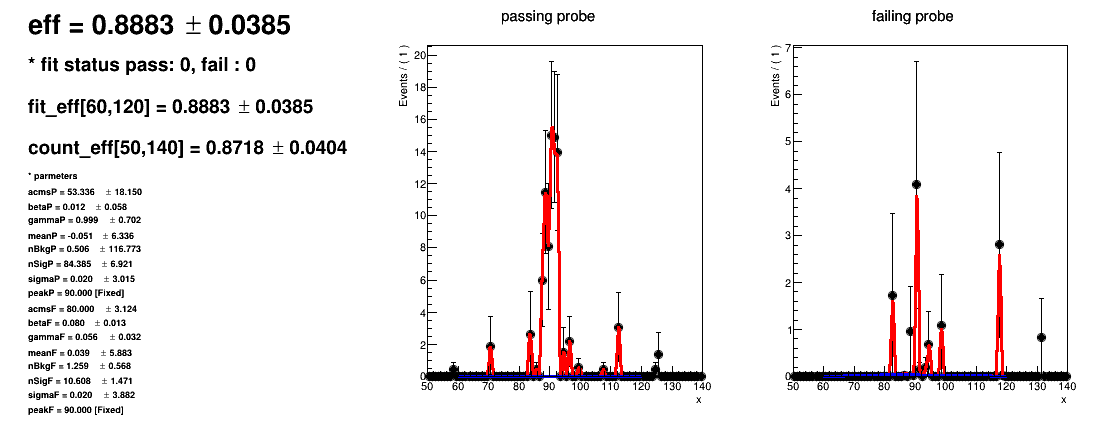 eff = 0.8883 ± 0.0385
* fit status pass: 0, fail : 0
fit_eff[60,120] = 0.8883 ± 0.0385
count_eff[50,140] = 0.8718 ± 0.0404
* parmeters
acmsP = 53.336 ± 18.150
betaP = 0.012 ± 0.058
gammaP = 0.999 ± 0.702
meanP = -0.051 ± 6.336
nBkgP = 0.506 ± 116.773
nSigP = 84.385 ± 6.921
sigmaP = 0.020 ± 3.015
peakP = 90.000 [Fixed]
acmsF = 80.000 ± 3.124
betaF = 0.080 ± 0.013
gammaF = 0.056 ± 0.032
meanF = 0.039 ± 5.883
nBkgF = 1.259 ± 0.568
nSigF = 10.608 ± 1.471
sigmaF = 0.020 ± 3.882
peakF = 90.000 [Fixed]
passing probe
Events / ( 1 )
20
18
16
14
12
10
8
6
4
2
0
50 60 70 80 90 100 110 120 130 140
x
failing probe
Events / ( 1 )
7
6
5
4
3
2
1
0
50 60 70 80 90 100 110 120 130 140
x